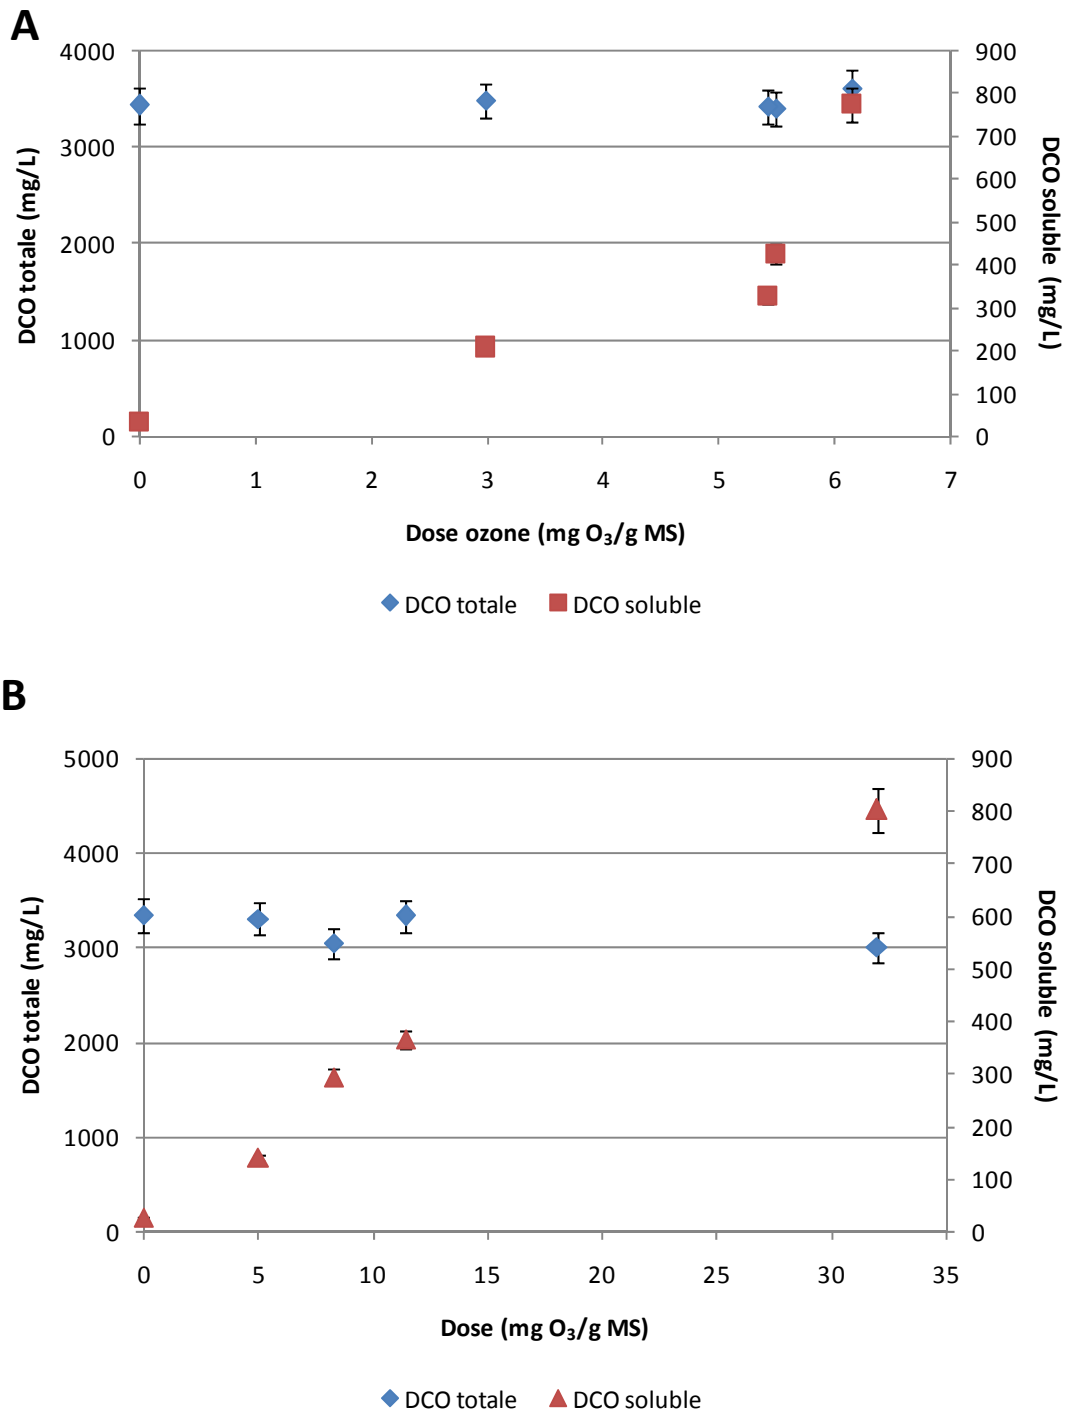 A
4000
3000
2000
1000
0
DCO totale (mg/L)
900
800
700
600
500
400
300
200
100
0
DCO soluble (mg/L)
0 1 2 3 4 5 6 7
Dose ozone (mg O₃/g MS)
DCO totale DCO soluble
B
5000
4000
3000
2000
1000
0
DCO totale (mg/L)
900
800
700
600
500
400
300
200
100
0
DCO soluble (mg/L)
0 5 10 15 20 25 30 35
Dose (mg O₃/g MS)
DCO totale DCO soluble